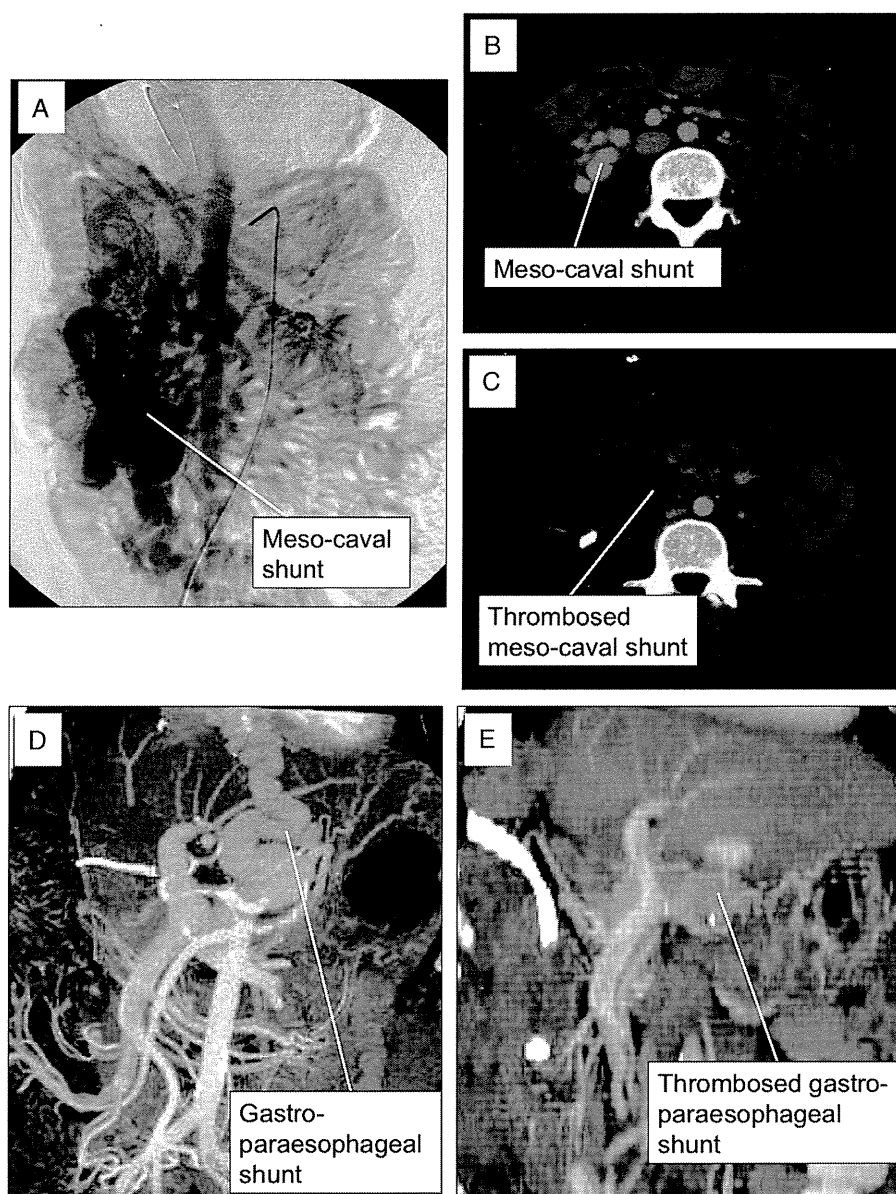 A
Meso-caval
shunt
B
Meso-caval shunt
C
Thrombosed
meso-caval shunt
D
Gastro-
paraesophageal
shunt
E
Thrombosed gastro-
paraesophageal
shunt